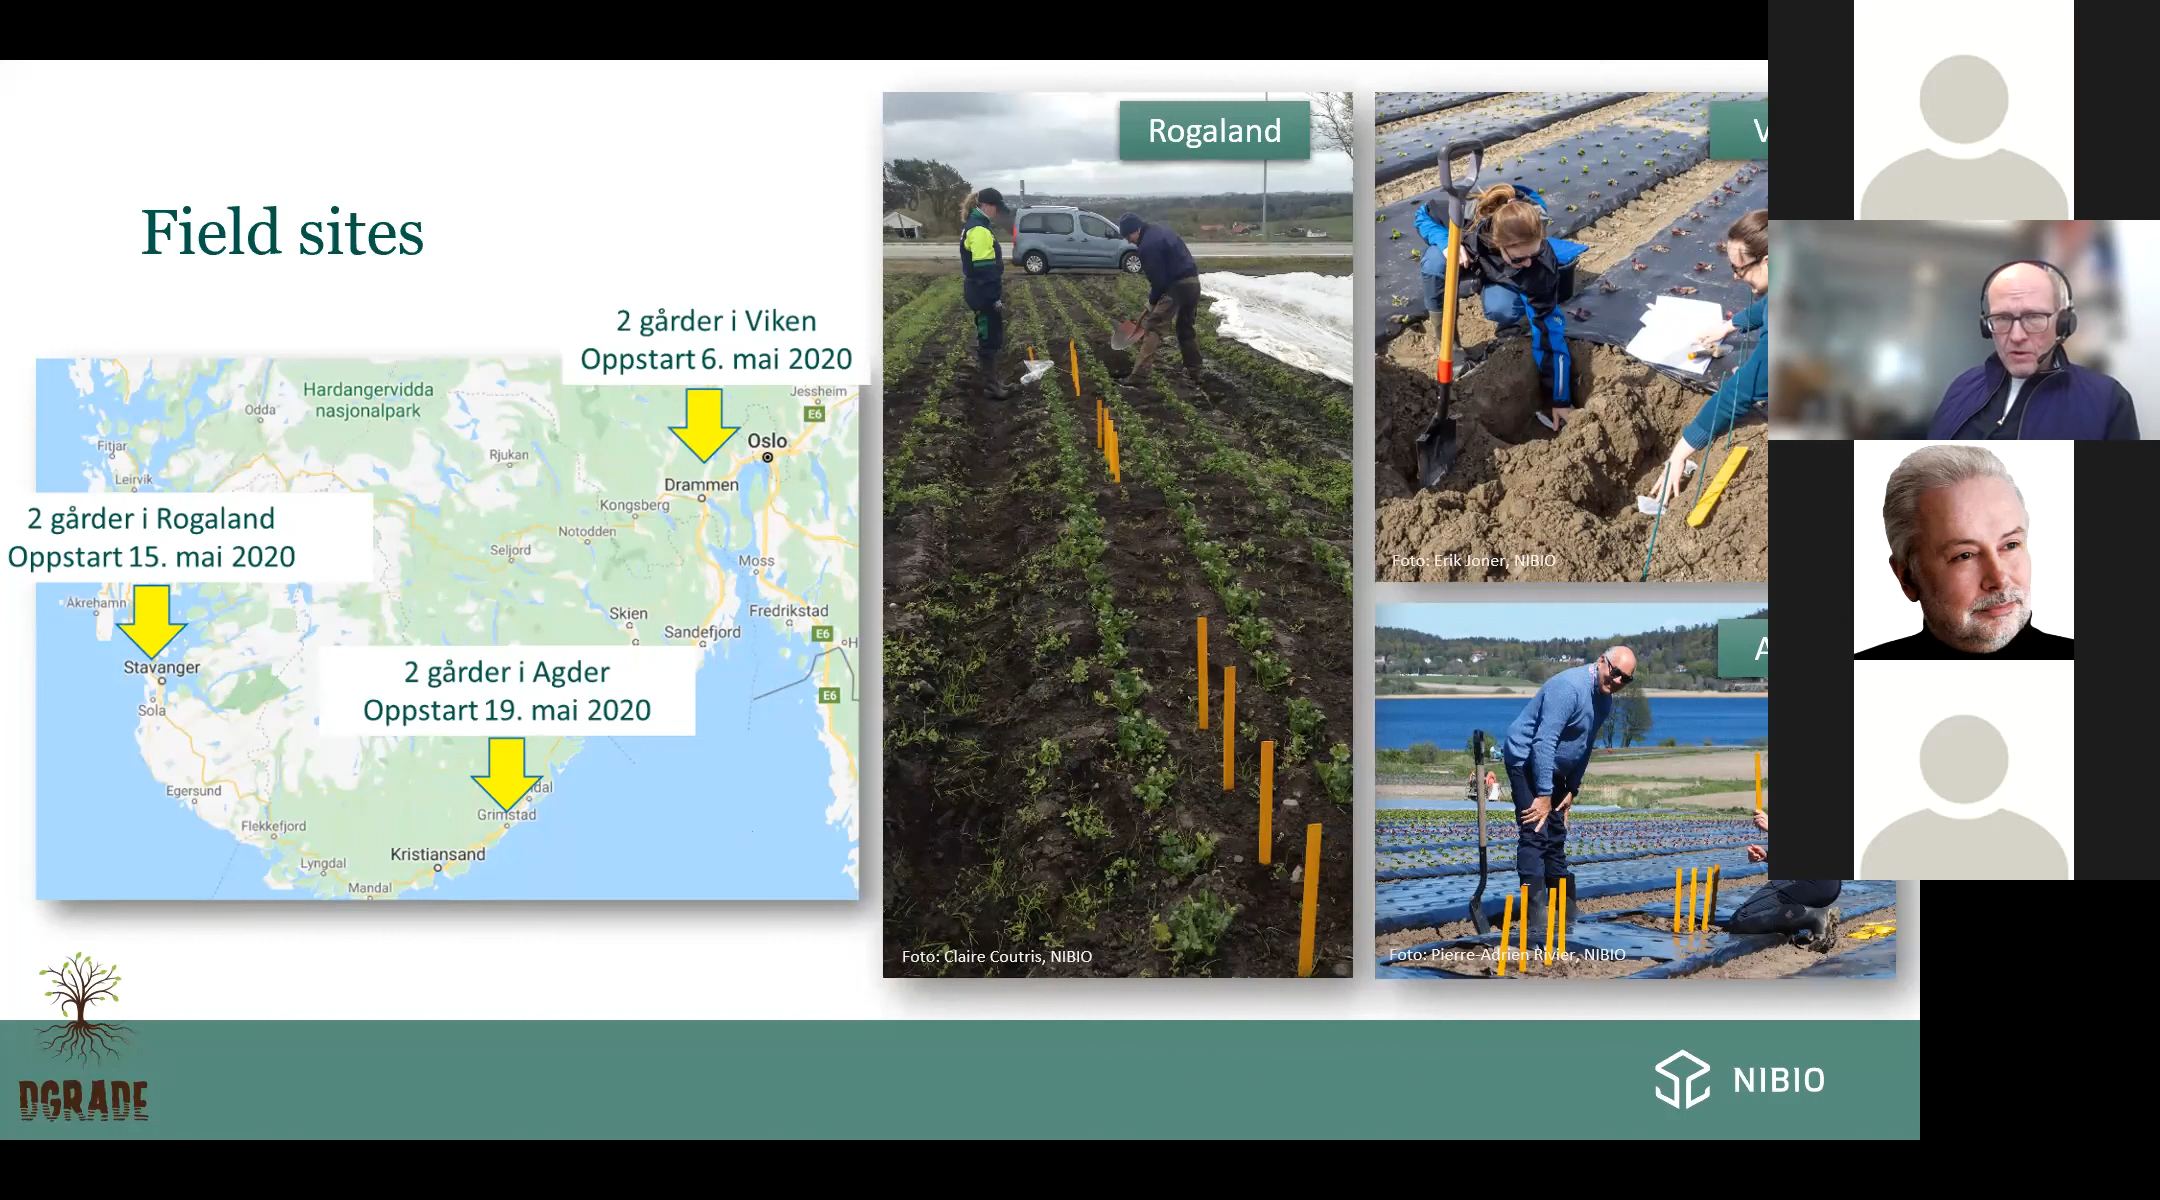 Field sites
2 gårder i Viken
Oppstart 6. mai 2020
2 gårder i Rogaland
Oppstart 15. mai 2020
2 gårder i Agder
Oppstart 19. mai 2020
Hardangervidda
nasjonalpark
Odda
Fitjar
Leirvik
Rjukan
Jessheim
E6
Oslo
Drammen
Kongsberg
Notodden
Seljord
Moss
Åkrehamn
Skien
Fredrikstad
Sandefjord
E6
H
Stavanger
Sola
E6
Egersund
dal
Grimstad
Flekkefjord
Kristiansand
Lyngdal
Mandal
Rogaland
Foto: Claire Coutris, NIBIO
V
Foto: Erik Joner, NIBIO
A
Foto: Pierre-Adrien Rivier, NIBIO
DGRADE
NIBIO